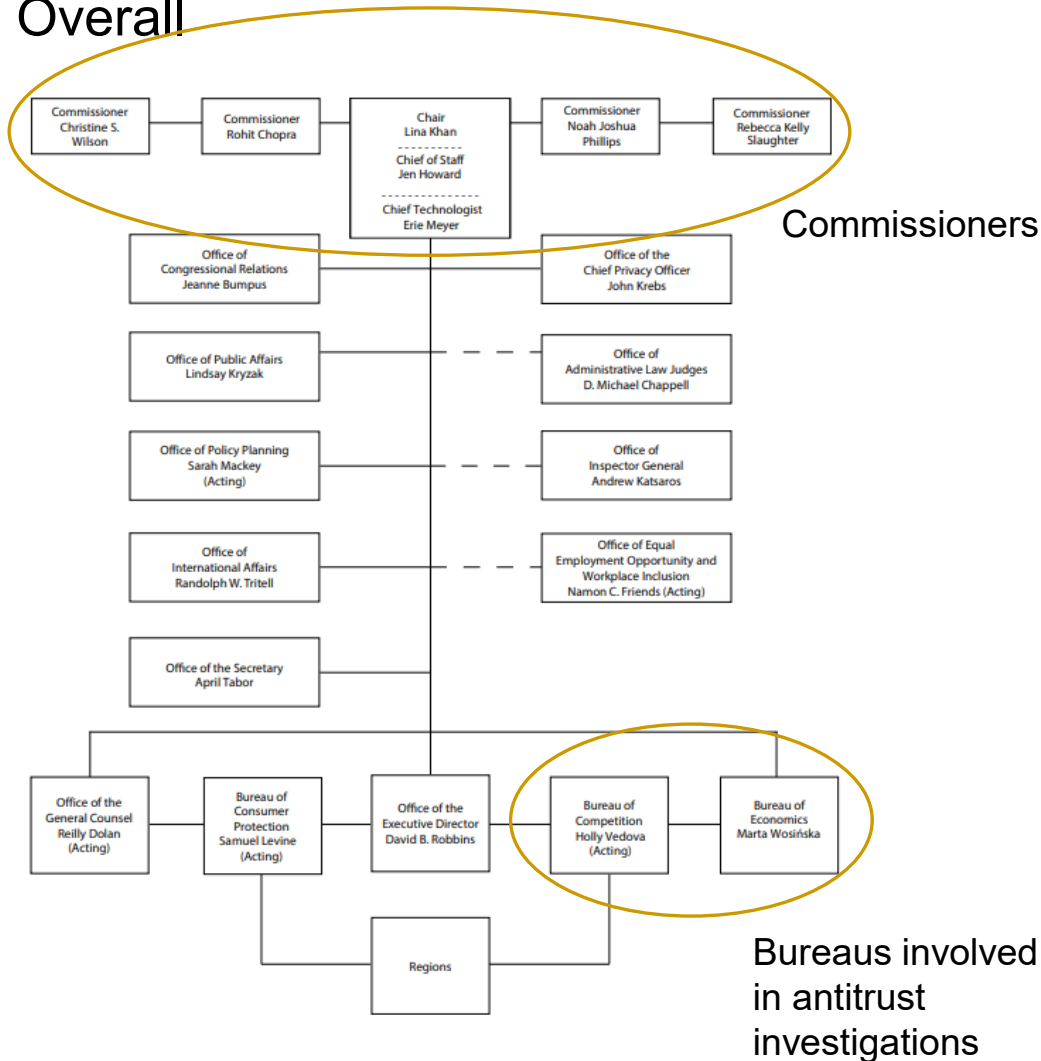 Overall
Commissioner
Christine S.
Wilson
Commissioner
Rohit Chopra
Chair
Lina Khan
Chief of Staff
Jen Howard
Chief Technologist
Erie Meyer
Commissioner
Noah Joshua
Phillips
Commissioner
Rebecca Kelly
Slaughter
Commissioners
Office of
Congressional Relations
Jeanne Bumpus
Office of the
Chief Privacy Officer
John Krebs
Office of Public Affairs
Lindsay Kryzak
Office of
Administrative Law Judges
D. Michael Chappell
Office of Policy Planning
Sarah Mackey
(Acting)
Office of
Inspector General
Andrew Katsaros
Office of
International Affairs
Randolph W. Tritell
Office of Equal
Employment Opportunity and
Workplace Inclusion
Namon C. Friends (Acting)
Office of the Secretary
April Tabor
Office of the
General Counsel
Reilly Dolan
(Acting)
Bureau of
Consumer
Protection
Samuel Levine
(Acting)
Office of the
Executive Director
David B. Robbins
Bureau of
Competition
Holly Vedova
(Acting)
Bureau of
Economics
Marta Wosińska
Regions
Bureaus involved
in antitrust
investigations